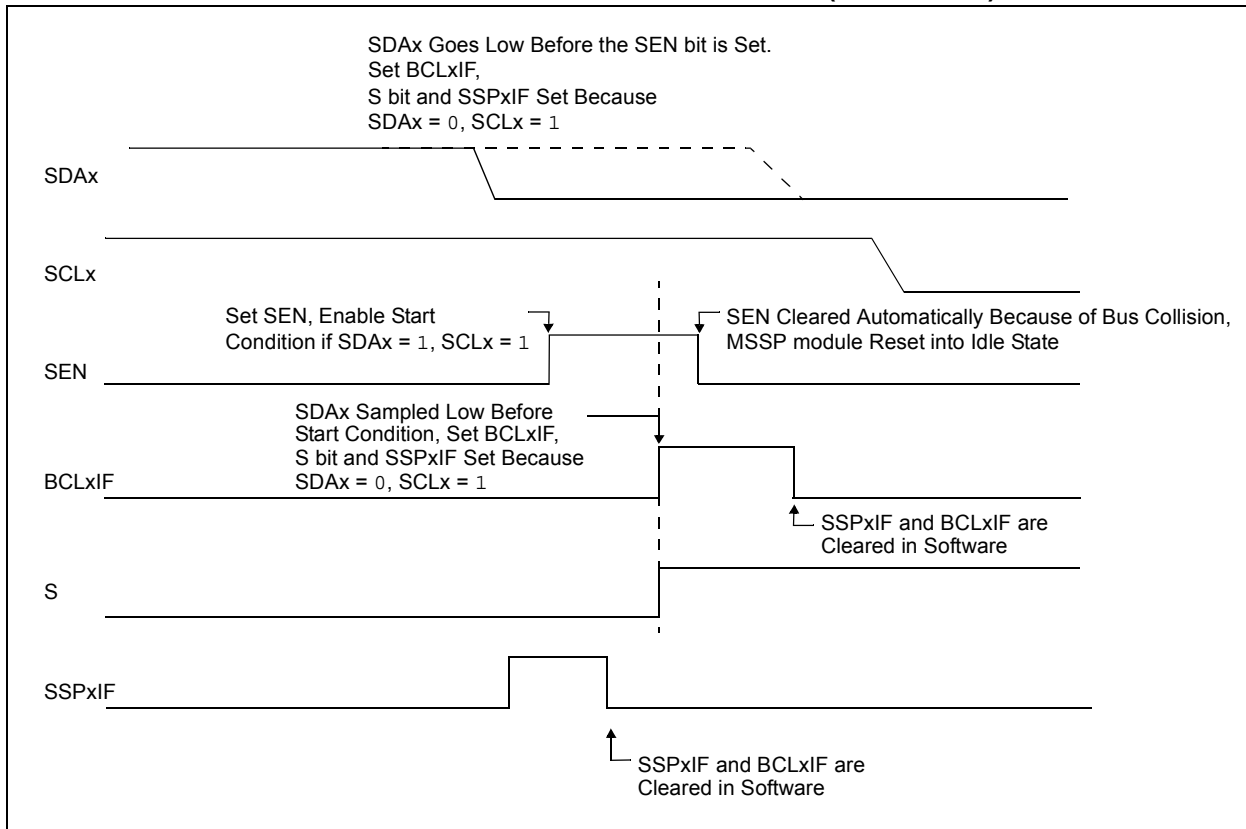 SDAx Goes Low Before the SEN bit is Set.
Set BCLxIF,
S bit and SSPxIF Set Because
SDAx = 0, SCLx = 1
SDAx
SCLx
Set SEN, Enable Start
Condition if SDAx = 1, SCLx = 1
SEN Cleared Automatically Because of Bus Collision,
MSSP module Reset into Idle State
SEN
SDAx Sampled Low Before
Start Condition, Set BCLxIF,
S bit and SSPxIF Set Because
SDAx = 0, SCLx = 1
BCLxIF
SSPxIF and BCLxIF are
Cleared in Software
S
SSPxIF
SSPxIF and BCLxIF are
Cleared in Software